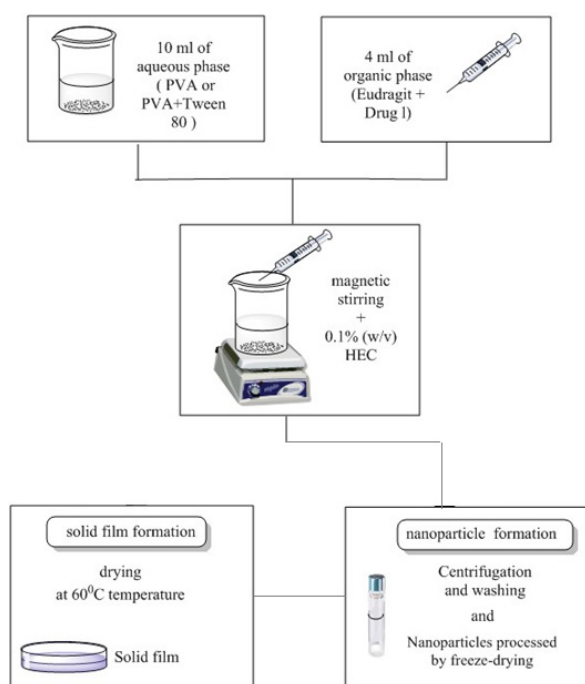 10 ml of
aqueous phase
( PVA or
PVA+Tween
80 )
4 ml of
organic phase
(Eudragit +
Drug l)
magnetic
stirring
+
0.1% (w/v)
HEC
solid film formation
drying
at 60⁰C temperature
Solid film
nanoparticle formation
Centrifugation
and washing
and
Nanoparticles processed
by freeze-drying